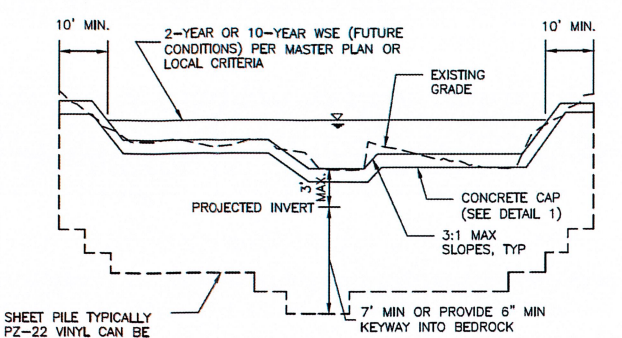 10' MIN.
2-YEAR OR 10-YEAR WSE (FUTURE
CONDITIONS) PER MASTER PLAN OR
LOCAL CRITERIA
10' MIN.
EXISTING
GRADE
3'
MAX.
PROJECTED INVERT
CONCRETE CAP
(SEE DETAIL 1)
3:1 MAX
SLOPES, TYP
SHEET PILE TYPICALLY
PZ-22 VINYL CAN BE
7' MIN OR PROVIDE 6" MIN
KEYWAY INTO BEDROCK